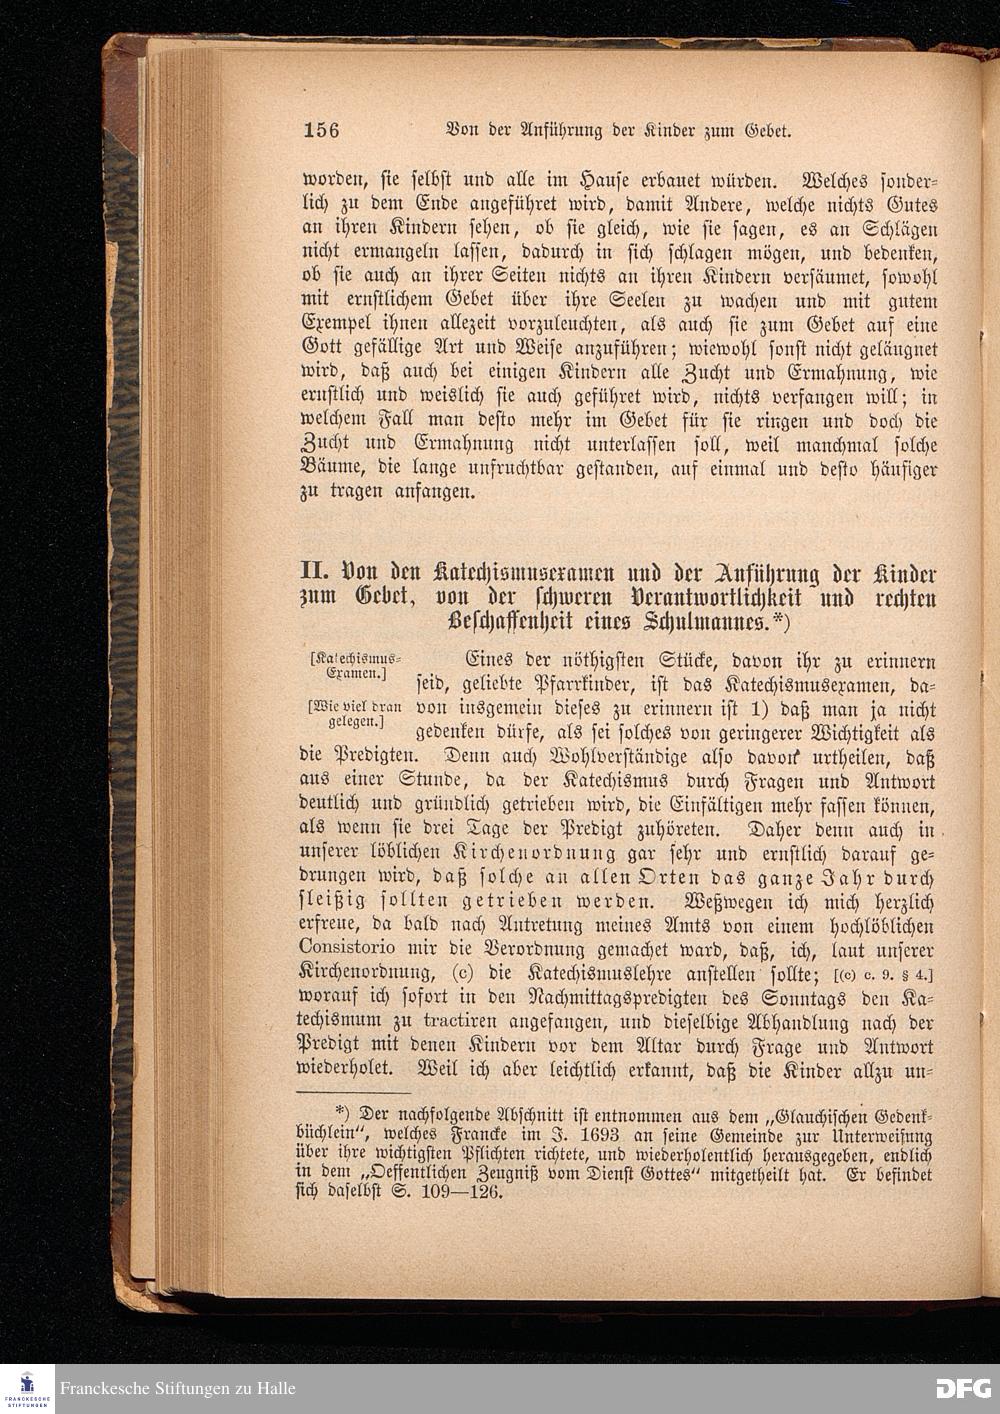 156 Von der Anführung der Kinder zum Gebet.
worden, sie selbst und alle im Hause erbauet würden. Welches sonder-
lich zu dem Ende angeführet wird, damit Andere, welche nichts Gutes
an ihren Kindern sehen, ob sie gleich, wie sie sagen, es an Schlägen
nicht ermangeln lassen, dadurch in sich schlagen mögen, und bedenken,
ob sie auch an ihrer Seiten nichts an ihren Kindern versäumet, sowohl
mit ernstlichem Gebet über ihre Seelen zu wachen und mit gutem
Exempel ihnen allezeit vorzuleuchten, als auch sie zum Gebet auf eine
Gott gefällige Art und Weise anzuführen; wiewohl sonst nicht geläugnet
wird, daß auch bei einigen Kindern alle Zucht und Ermahnung, wie
ernstlich und weislich sie auch geführet wird, nichts verfangen will; in
welchem Fall man desto mehr im Gebet für sie ringen und doch die
Zucht und Ermahnung nicht unterlassen soll, weil manchmal solche
Bäume, die lange unfruchtbar gestanden, auf einmal und desto häufiger
zu tragen anfangen.
II. Von den Katechismusexamen und der Anführung der Kinder
zum Gebet, von der schweren Verantwortlichkeit und rechten
Beschaffenheit eines Schulmannes.*)
[Katechismus-
Examen.]
[Wie viel dran
gelegen.]
Eines der nöthigsten Stücke, davon ihr zu erinnern
seid, geliebte Pfarrkinder, ist das Katechismusexamen, da-
von insgemein dieses zu erinnern ist 1) daß man ja nicht
gedenken dürfe, als sei solches von geringerer Wichtigkeit als
die Predigten. Denn auch Wohlverständige also davon urtheilen, daß
aus einer Stunde, da der Katechismus durch Fragen und Antwort
deutlich und gründlich getrieben wird, die Einfältigen mehr fassen können,
als wenn sie drei Tage der Predigt zuhöreten. Daher denn auch in
unserer löblichen Kirchenordnung gar sehr und ernstlich darauf ge-
drungen wird, daß solche an allen Orten das ganze Jahr durch
fleißig sollten getrieben werden. Weßwegen ich mich herzlich
erfreue, da bald nach Antretung meines Amts von einem hochlöblichen
Consistorio mir die Verordnung gemachet ward, daß, ich, laut unserer
Kirchenordnung, (c) die Katechismuslehre anstellen sollte; [(c) c. 9. § 4.]
worauf ich sofort in den Nachmittagspredigten des Sonntags den Ka-
techismum zu tractiren angefangen, und dieselbige Abhandlung nach der
Predigt mit denen Kindern vor dem Altar durch Frage und Antwort
wiederholet. Weil ich aber leichtlich erkannt, daß die Kinder allzu un-
*) Der nachfolgende Abschnitt ist entnommen aus dem „Glauchischen Gedenk-
büchlein“, welches Francke im J. 1693 an seine Gemeinde zur Unterweisung
über ihre wichtigsten Pflichten richtete, und wiederholentlich herausgegeben, endlich
in dem „Oeffentlichen Zeugniß vom Dienst Gottes“ mitgetheilt hat. Er befindet
sich daselbst S. 109—126.
FRANCKESCHE
STIFTUNGEN
Franckesche Stiftungen zu Halle
DFG